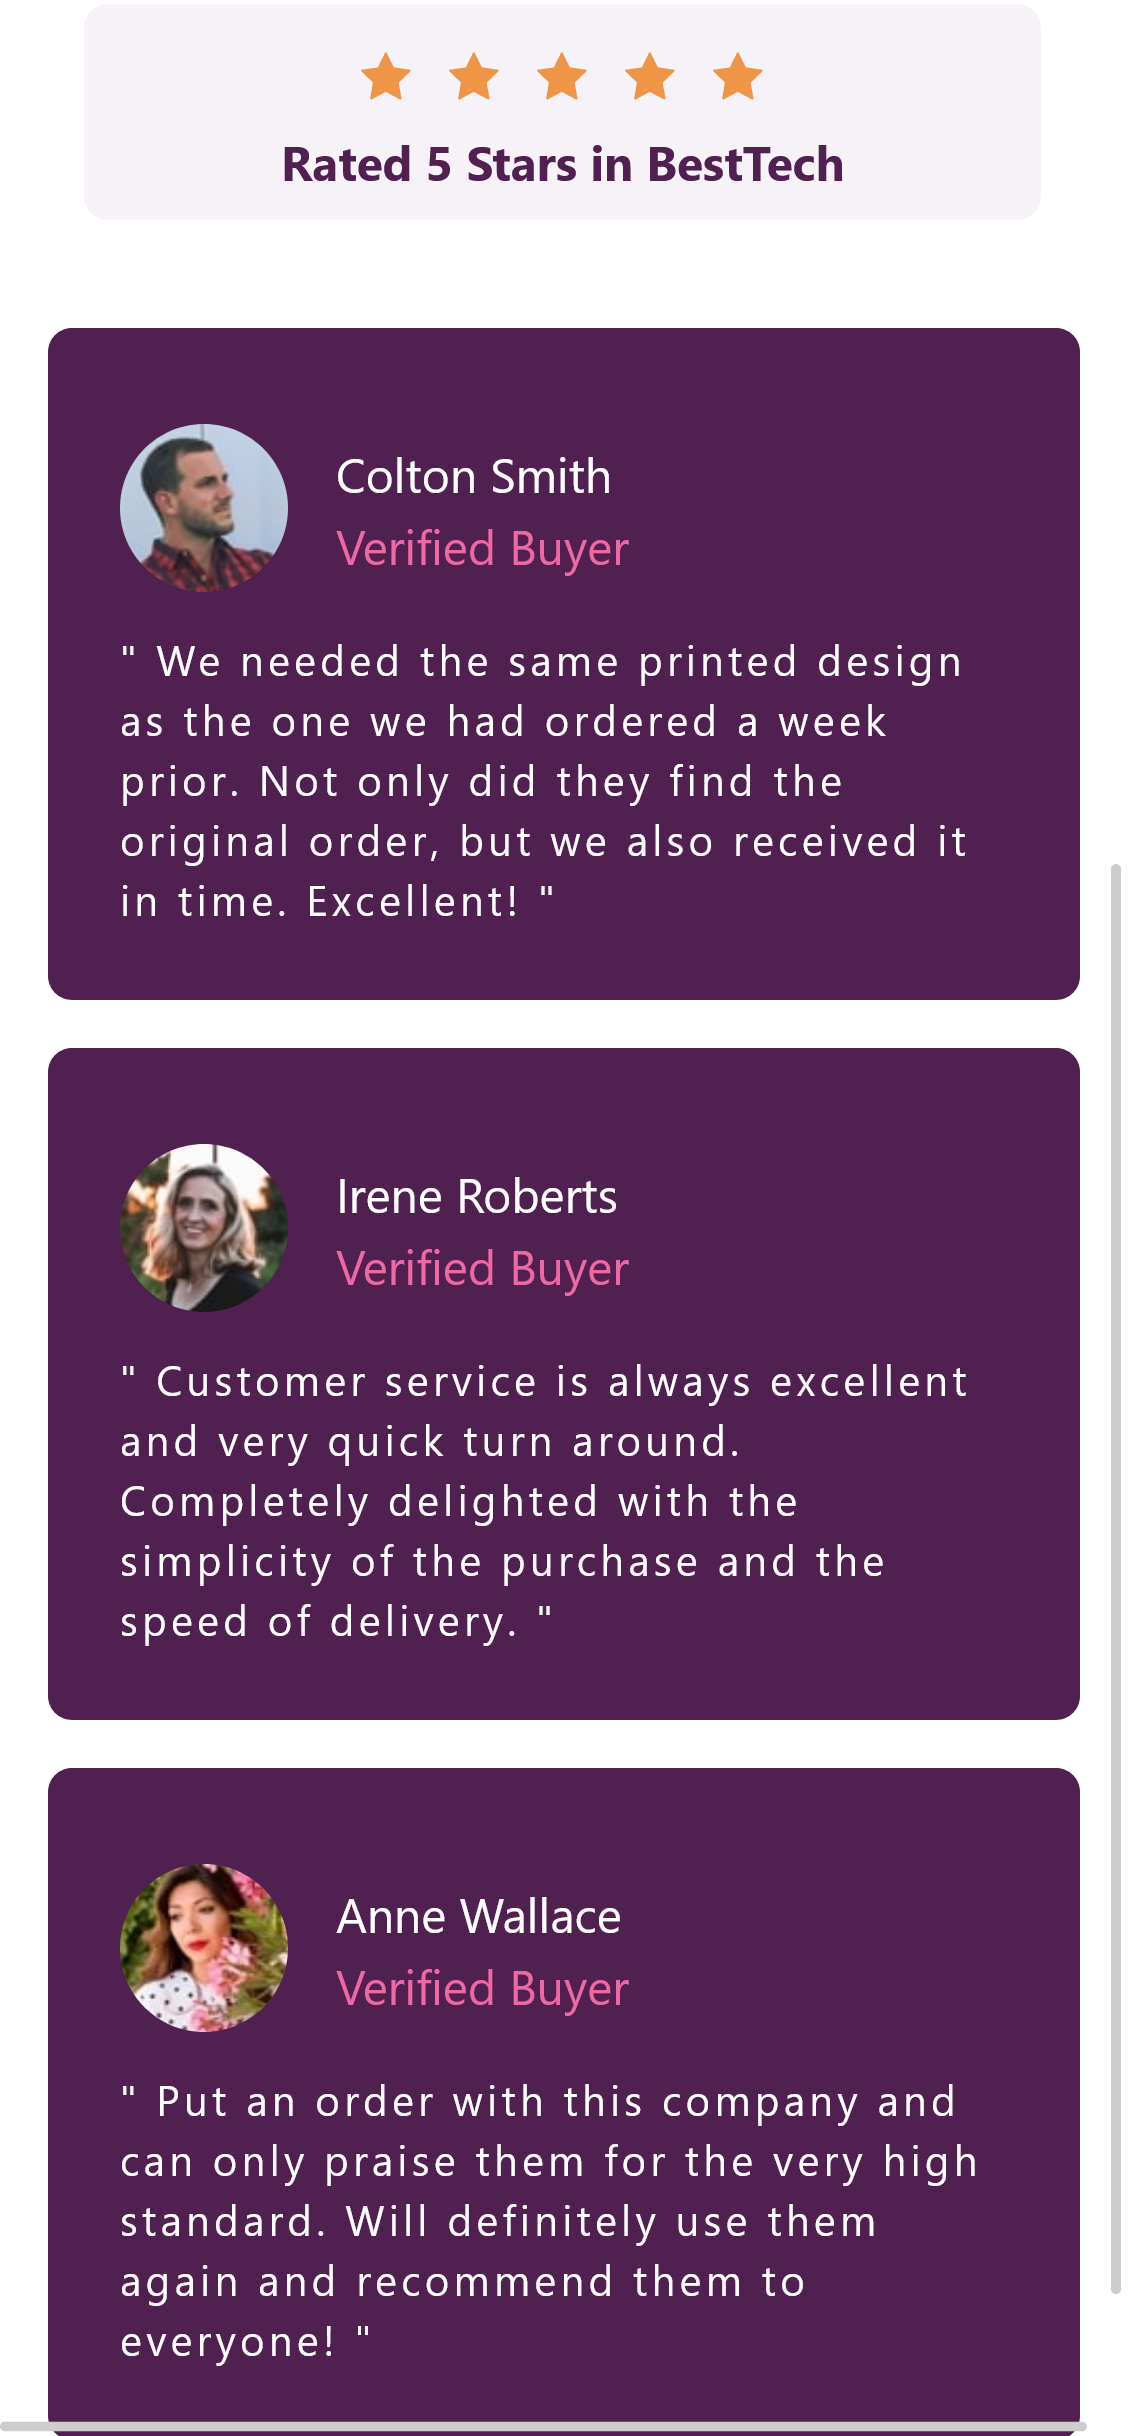 Rated 5 Stars in BestTech
Colton Smith
Verified Buyer
" We needed the same printed design
as the one we had ordered a week
prior. Not only did they find the
original order, but we also received it
in time. Excellent! "
Irene Roberts
Verified Buyer
" Customer service is always excellent
and very quick turn around.
Completely delighted with the
simplicity of the purchase and the
speed of delivery. "
Anne Wallace
Verified Buyer
" Put an order with this company and
can only praise them for the very high
standard. Will definitely use them
again and recommend them to
everyone! "